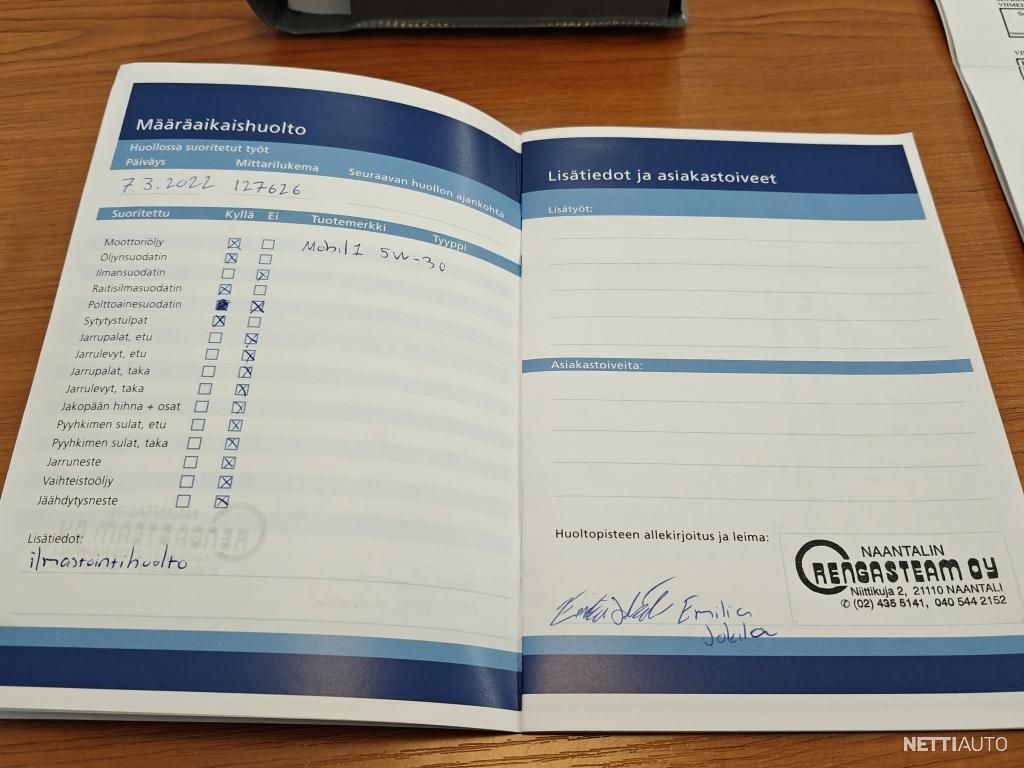 Määräaikaishuolto
Huollossa suoritetut työt
Päiväys Mittarilukema Seuraavan huollon ajankohta
7.3.2022 127626
Suoritettu Kyllä Ei Tuotemerkki Tyyppi
Moottoriöljy Mobil1 5W-30
Öljynsuodatin
Ilmansuodatin
Raitisilmasuodatin
Polttoainesuodatin
Sytytystulpat
Jarrupalat, etu
Jarrulevyt, etu
Jarrupalat, taka
Jarrulevyt, taka
Jakopään hihna + osat
Pyyhkimen sulat, etu
Pyyhkimen sulat, taka
Jarruneste
Vaihteistoöljy
Jäähdytysneste
Lisätiedot:
ilmastointihuolto
Lisätiedot ja asiakastoiveet
Lisätyöt:
Asiakastoiveita:
Huoltopisteen allekirjoitus ja leima:
NAANTALIN
RENGASTEAM OY
Niittikuja 2, 21110 NAANTALI
✆ (02) 435 5141, 040 544 2152
Emilia
Jokila
NETTIAUTO